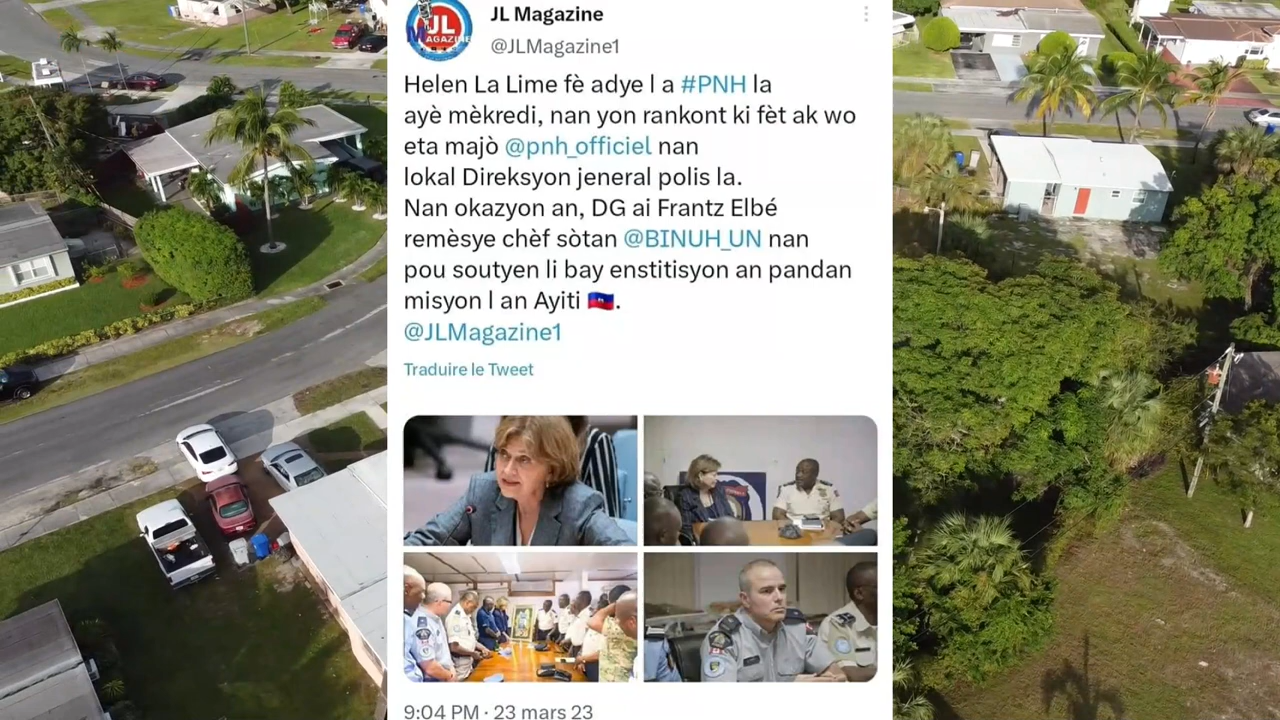 JL
MAGAZINE
JL Magazine
@JLMagazine1
Helen La Lime fè adye l a #PNH la
ayè mèkredi, nan yon rankont ki fèt ak wo
eta majò @pnh_officiel nan
lokal Direksyon jeneral polis la.
Nan okazyon an, DG ai Frantz Elbé
remèsye chèf sòtan @BINUH_UN nan
pou soutyen li bay enstitisyon an pandan
misyon l an Ayiti 🇭🇹.
@JLMagazine1
Traduire le Tweet
9:04 PM · 23 mars 23